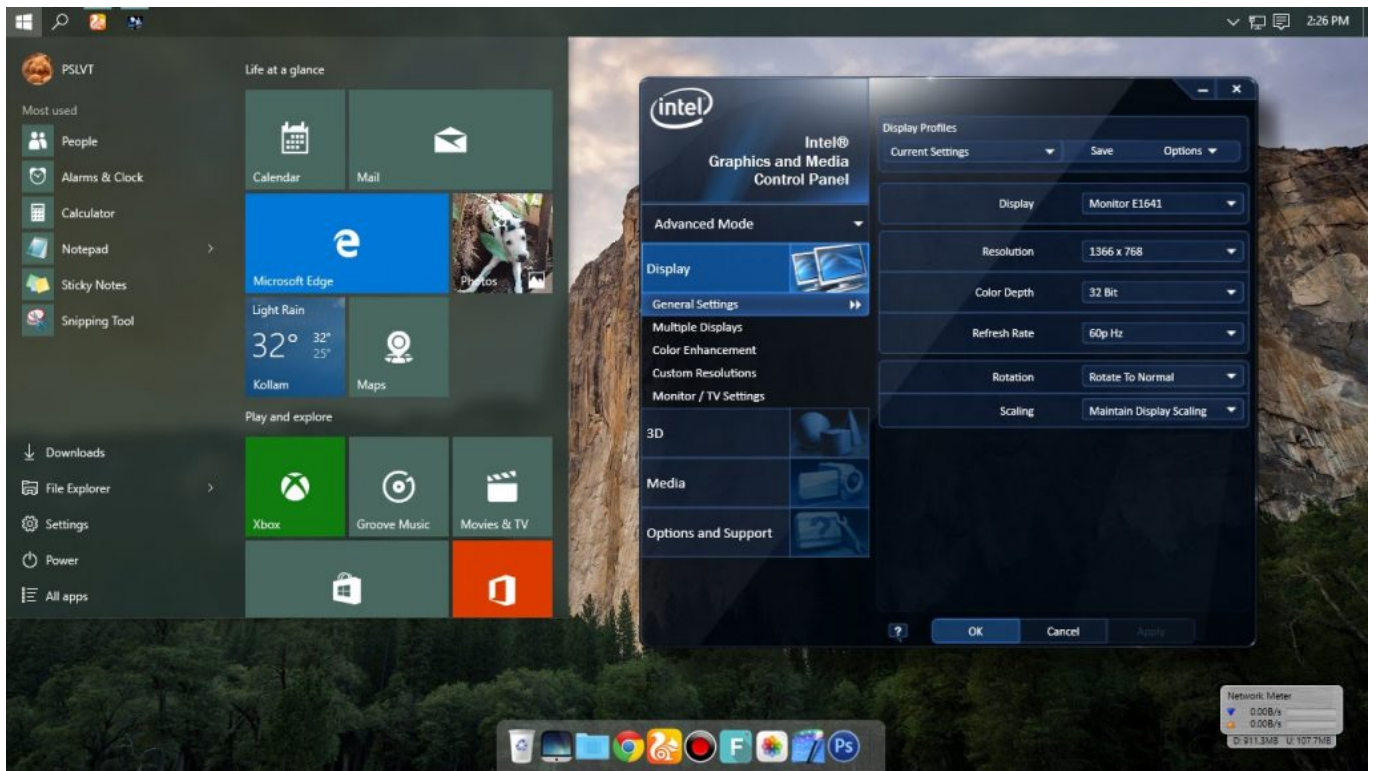 2:26 PM
PSLVT
Most used
People
Alarms & Clock
Calculator
Notepad
Sticky Notes
Snipping Tool
Downloads
File Explorer
Settings
Power
All apps
Life at a glance
Calendar
Mail
Microsoft Edge
Photos
Light Rain
32° 32°
25°
Kollam
Maps
Play and explore
Xbox
Groove Music
Movies & TV
intel
Intel®
Graphics and Media
Control Panel
Advanced Mode
Display
General Settings
Multiple Displays
Color Enhancement
Custom Resolutions
Monitor / TV Settings
3D
Media
Options and Support
Display Profiles
Current Settings Save Options
Display Monitor E1641
Resolution 1366 x 768
Color Depth 32 Bit
Refresh Rate 60p Hz
Rotation Rotate To Normal
Scaling Maintain Display Scaling
? OK Cancel Apply
Network Meter
0.00B/s
0.00B/s
D: 911.3MB U: 107.7MB
F Ps